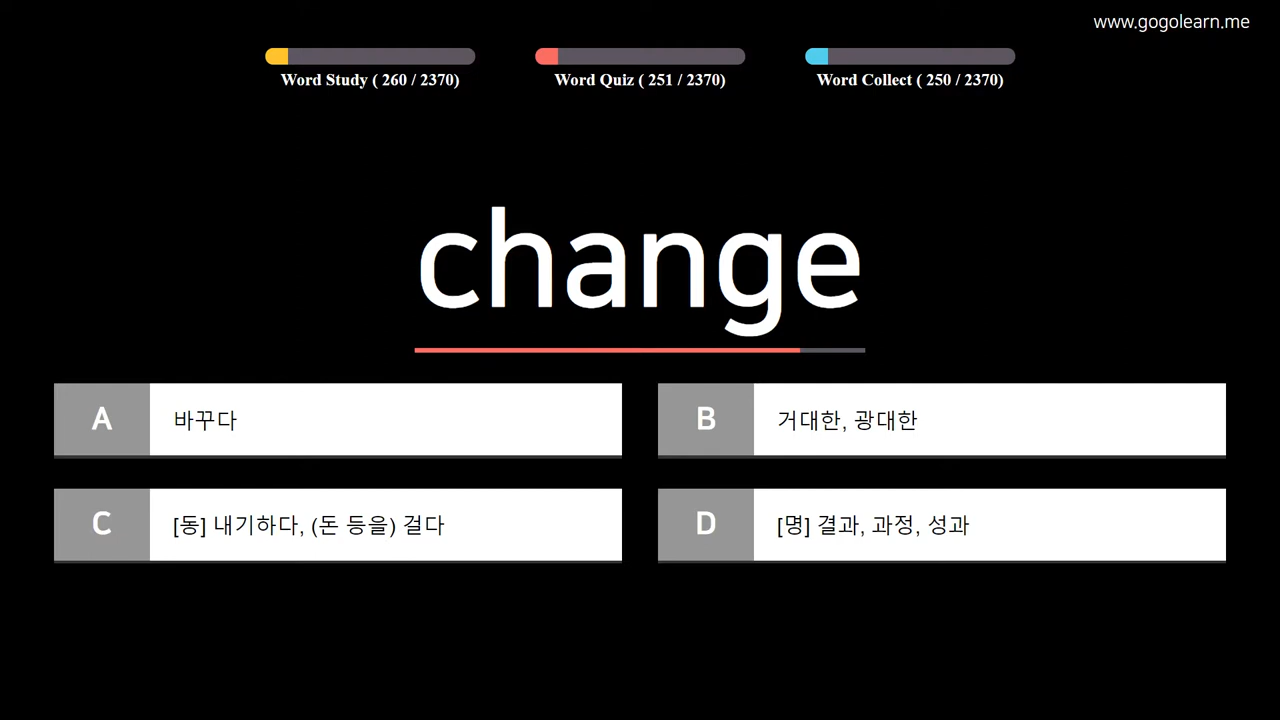 www.gogolearn.me
Word Study ( 260 / 2370)
Word Quiz ( 251 / 2370)
Word Collect ( 250 / 2370)
change
A 바꾸다
B 거대한, 광대한
C [동] 내기하다, (돈 등을) 걸다
D [명] 결과, 과정, 성과